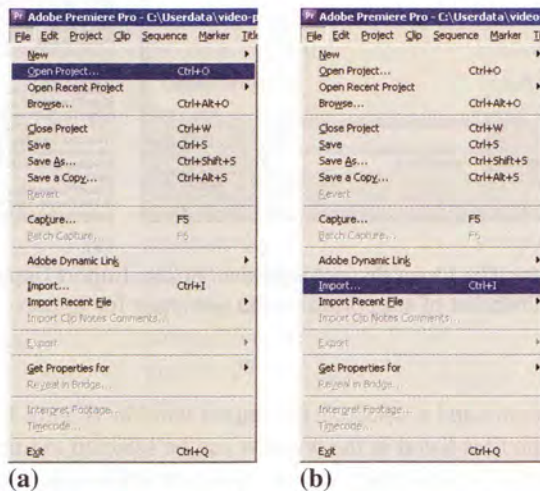 Adobe Premiere Pro - C:\Userdata\video-p
File Edit Project Clip Sequence Marker Titl
New
Open Project... Ctrl+O
Open Recent Project
Browse... Ctrl+Alt+O
Close Project Ctrl+W
Save Ctrl+S
Save As... Ctrl+Shift+S
Save a Copy... Ctrl+Alt+S
Revert
Capture... F5
Batch Capture... F6
Adobe Dynamic Link
Import... Ctrl+I
Import Recent File
Import Clip Notes Comments...
Export
Get Properties for
Reveal in Bridge...
Interpret Footage...
Timecode...
Exit Ctrl+Q
(a)
Adobe Premiere Pro - C:\Userdata\video
File Edit Project Clip Sequence Marker Ti
New
Open Project... Ctrl+O
Open Recent Project
Browse... Ctrl+Alt+O
Close Project Ctrl+W
Save Ctrl+S
Save As... Ctrl+Shift+S
Save a Copy... Ctrl+Alt+S
Revert
Capture... F5
Batch Capture... F6
Adobe Dynamic Link
Import... Ctrl+I
Import Recent File
Import Clip Notes Comments...
Export
Get Properties for
Reveal in Bridge...
Interpret Footage...
Timecode...
Exit Ctrl+Q
(b)